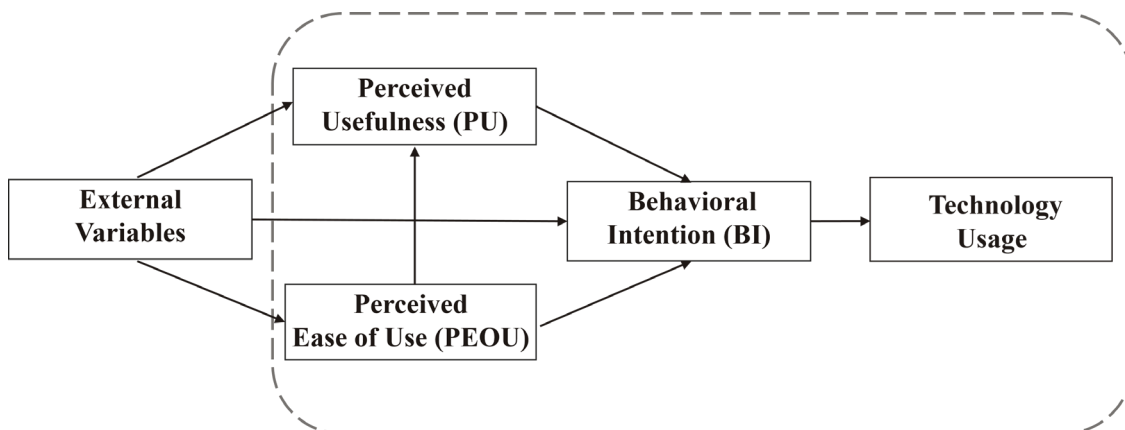 Perceived
Usefulness (PU)
External
Variables
Behavioral
Intention (BI)
Technology
Usage
Perceived
Ease of Use (PEOU)